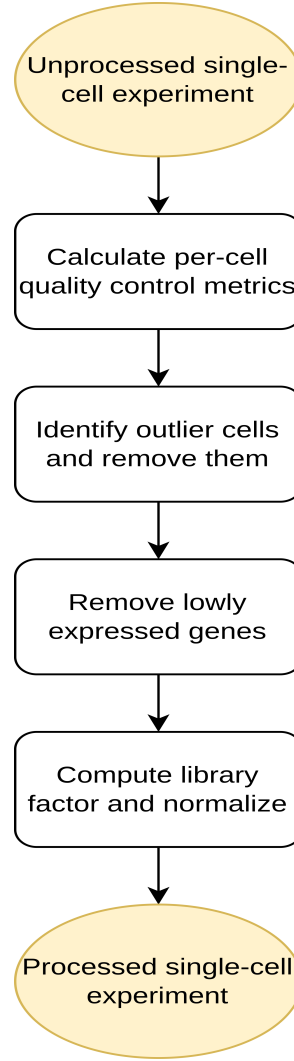 Unprocessed single-
cell experiment
Calculate per-cell
quality control metrics
Identify outlier cells
and remove them
Remove lowly
expressed genes
Compute library
factor and normalize
Processed single-cell
experiment